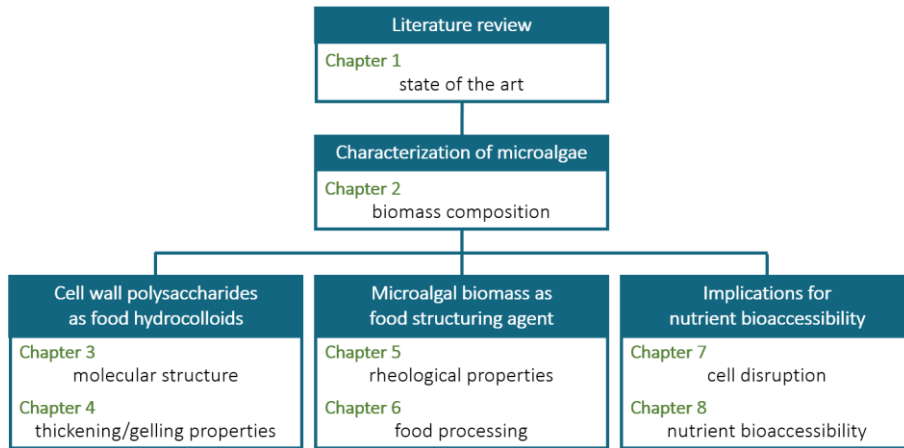 Literature review
Chapter 1
state of the art
Characterization of microalgae
Chapter 2
biomass composition
Cell wall polysaccharides
as food hydrocolloids
Chapter 3
molecular structure
Chapter 4
thickening/gelling properties
Microalgal biomass as
food structuring agent
Chapter 5
rheological properties
Chapter 6
food processing
Implications for
nutrient bioaccessibility
Chapter 7
cell disruption
Chapter 8
nutrient bioaccessibility